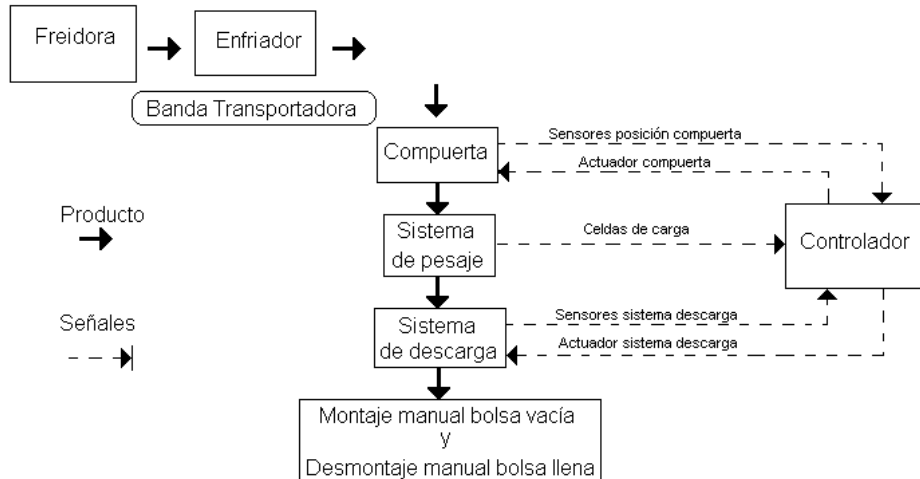 Freidora
Enfriador
Banda Transportadora
Compuerta
Sensores posición compuerta
Actuador compuerta
Producto
Sistema
de pesaje
Celdas de carga
Controlador
Señales
Sistema
de descarga
Sensores sistema descarga
Actuador sistema descarga
Montaje manual bolsa vacía
y
Desmontaje manual bolsa llena